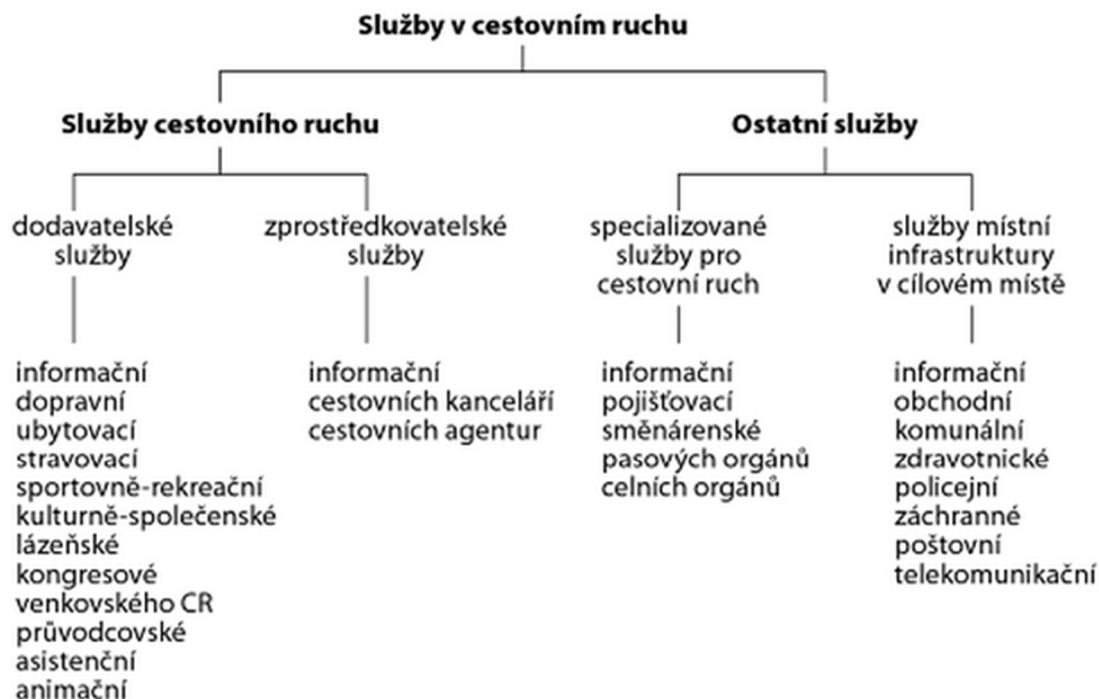 Služby v cestovním ruchu
Služby cestovního ruchu
Ostatní služby
dodavatelské
služby
zprostředkovatelské
služby
specializované
služby pro
cestovní ruch
služby místní
infrastruktury
v cílovém místě
informační
dopravní
ubytovací
stravovací
sportovně-rekreační
kulturně-společenské
lázeňské
kongresové
venkovského CR
průvodcovské
asistenční
animační
informační
cestovních kanceláří
cestovních agentur
informační
pojišťovací
směnárenské
pasových orgánů
celních orgánů
informační
obchodní
komunální
zdravotnické
policejní
záchranné
poštovní
telekomunikační